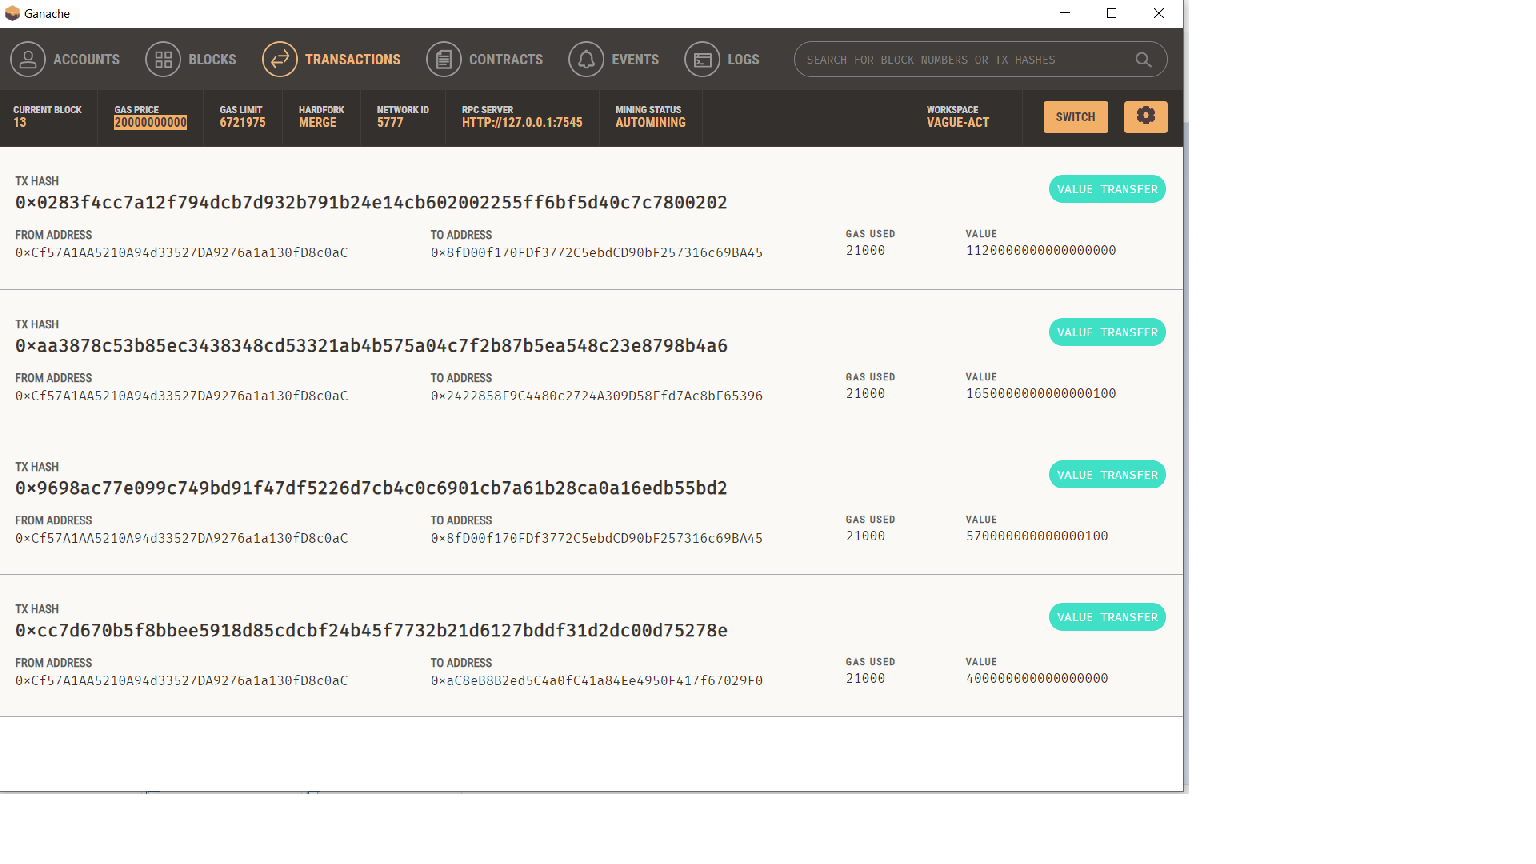 Ganache
ACCOUNTS BLOCKS TRANSACTIONS CONTRACTS EVENTS LOGS SEARCH FOR BLOCK NUMBERS OR TX HASHES
CURRENT BLOCK GAS PRICE GAS LIMIT HARDFORK NETWORK ID RPC SERVER MINING STATUS WORKSPACE
13 20000000000 6721975 MERGE 5777 HTTP://127.0.0.1:7545 AUTOMINING VAGUE-ACT SWITCH
TX HASH
0×0283f4cc7a12f794dcb7d932b791b24e14cb602002255ff6bf5d40c7c7800202 VALUE TRANSFER
FROM ADDRESS TO ADDRESS GAS USED VALUE
0×Cf57A1AA5210A94d33527DA9276a1a130fD8c0aC 0×8fD00f170FDf3772C5ebdCD90bF257316c69BA45 21000 1120000000000000000
TX HASH
0×aa3878c53b85ec3438348cd53321ab4b575a04c7f2b87b5ea548c23e8798b4a6 VALUE TRANSFER
FROM ADDRESS TO ADDRESS GAS USED VALUE
0×Cf57A1AA5210A94d33527DA9276a1a130fD8c0aC 0×2422858F9C4480c2724A309D58Ffd7Ac8bF65396 21000 1650000000000000100
TX HASH
0×9698ac77e099c749bd91f47df5226d7cb4c0c6901cb7a61b28ca0a16edb55bd2 VALUE TRANSFER
FROM ADDRESS TO ADDRESS GAS USED VALUE
0×Cf57A1AA5210A94d33527DA9276a1a130fD8c0aC 0×8fD00f170FDf3772C5ebdCD90bF257316c69BA45 21000 570000000000000100
TX HASH
0×cc7d670b5f8bbee5918d85cdcbf24b45f7732b21d6127bddf31d2dc00d75278e VALUE TRANSFER
FROM ADDRESS TO ADDRESS GAS USED VALUE
0×Cf57A1AA5210A94d33527DA9276a1a130fD8c0aC 0×aC8eB8B2ed5C4a0fC41a84Ee4950F417f67029F0 21000 400000000000000000